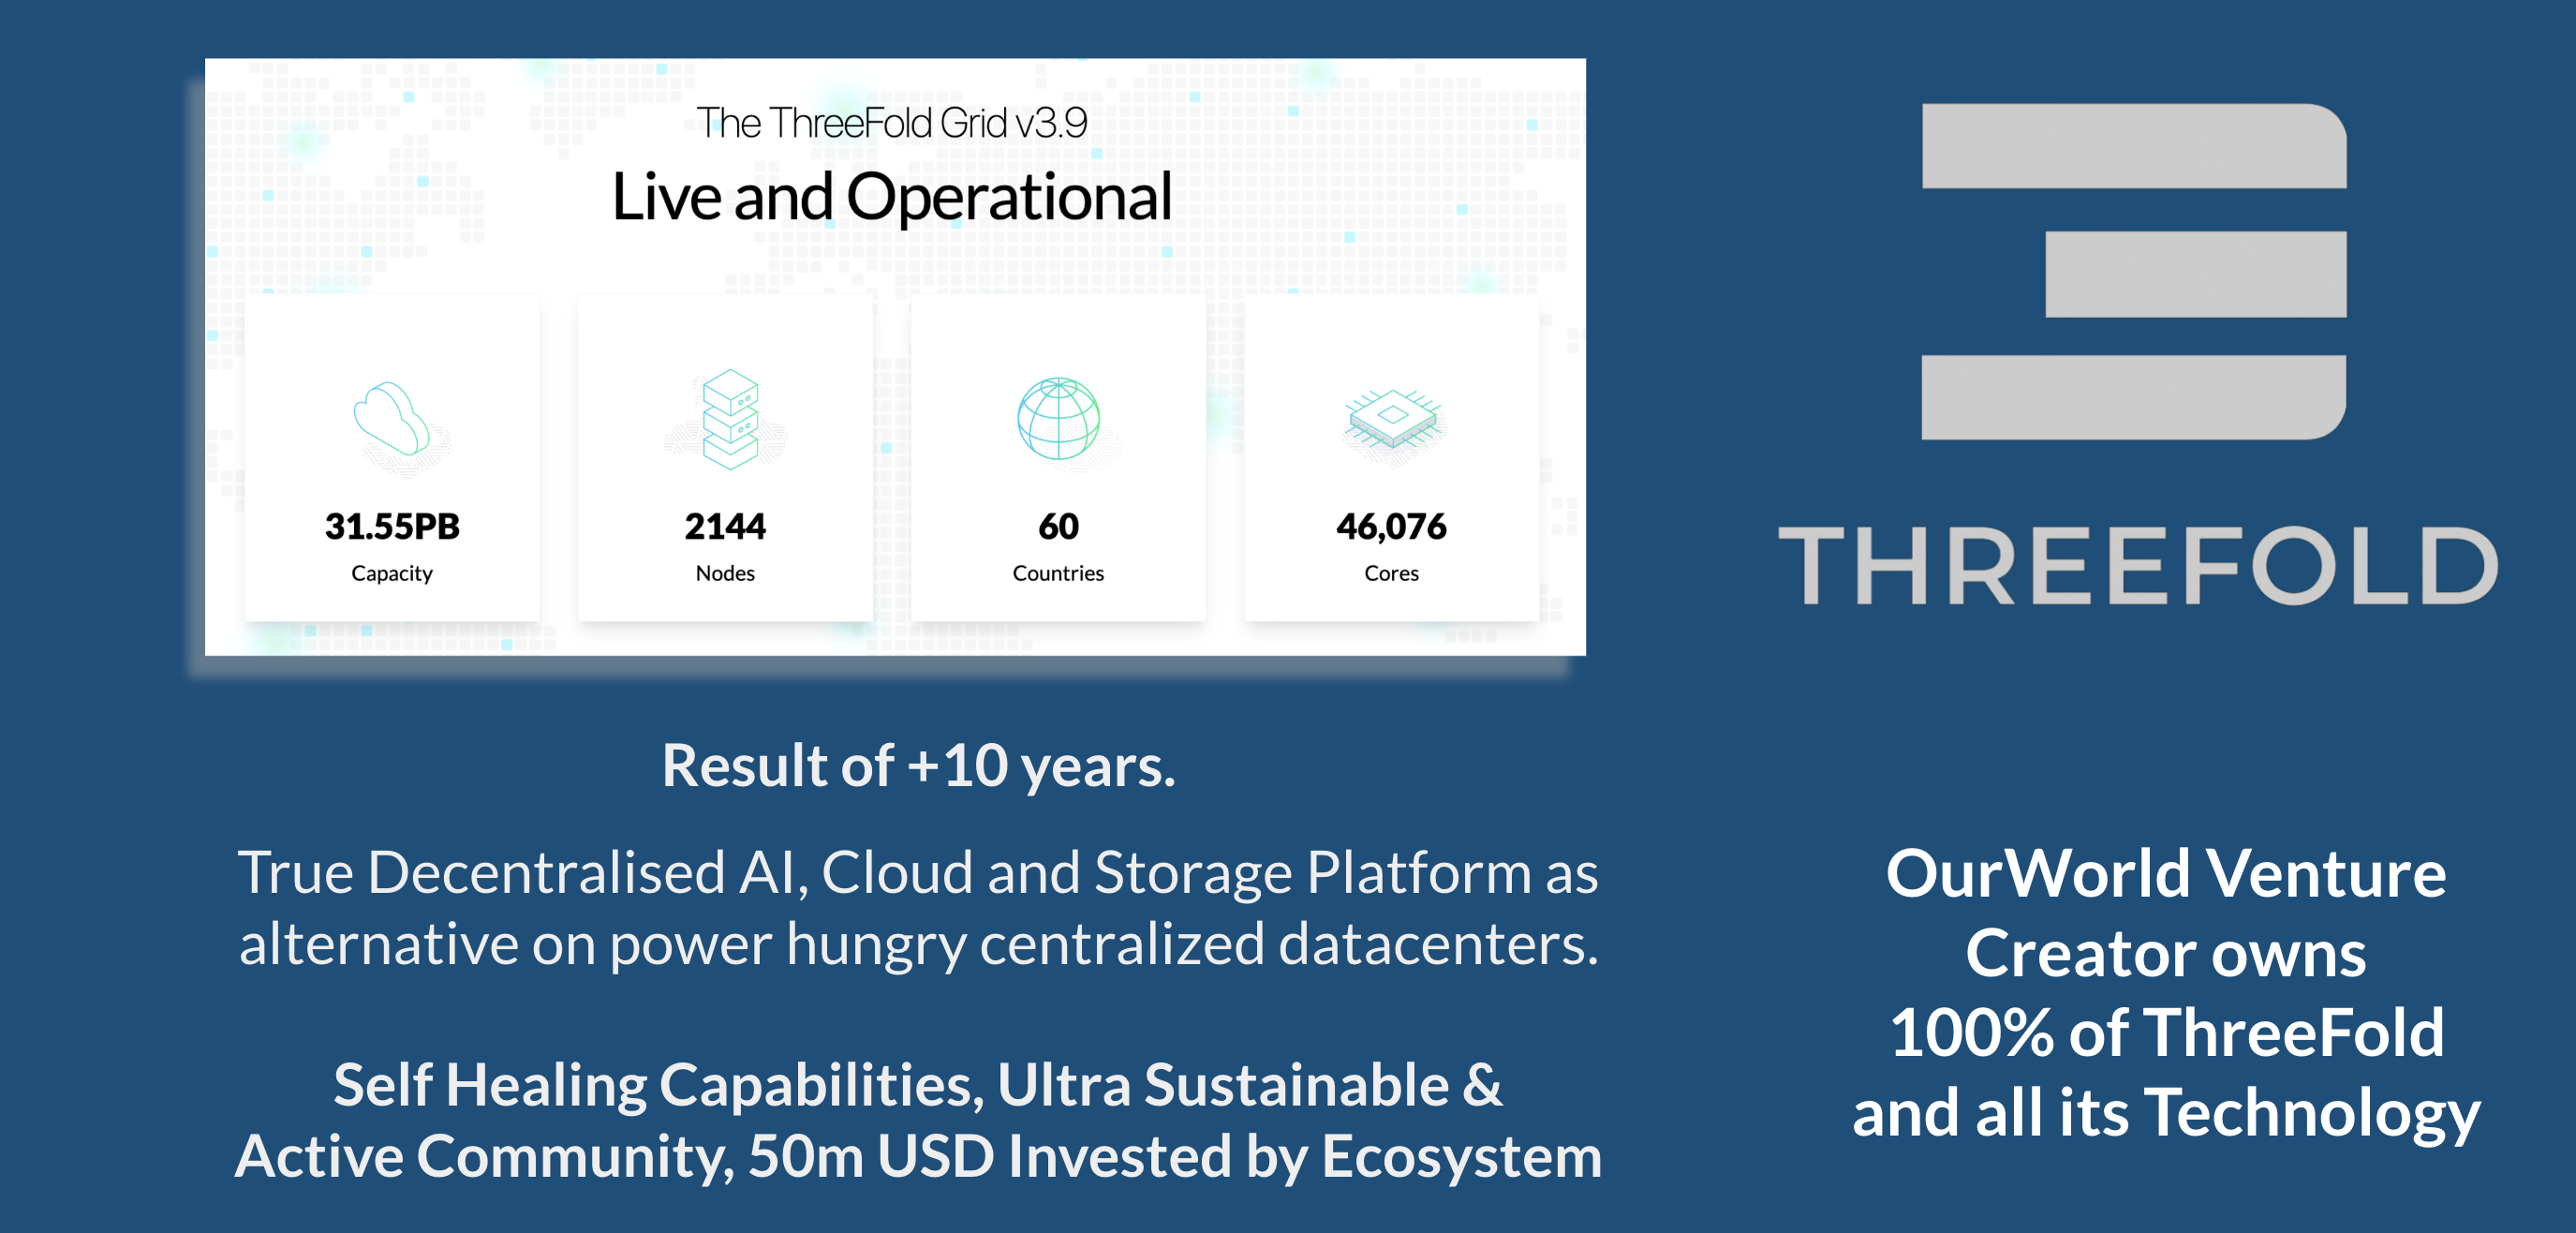 The ThreeFold Grid v3.9
Live and Operational
31.55PB
Capacity
2144
Nodes
60
Countries
46,076
Cores
THREEFOLD
Result of +10 years.
True Decentralised AI, Cloud and Storage Platform as
alternative on power hungry centralized datacenters.
Self Healing Capabilities, Ultra Sustainable &
Active Community, 50m USD Invested by Ecosystem
OurWorld Venture
Creator owns
100% of ThreeFold
and all its Technology